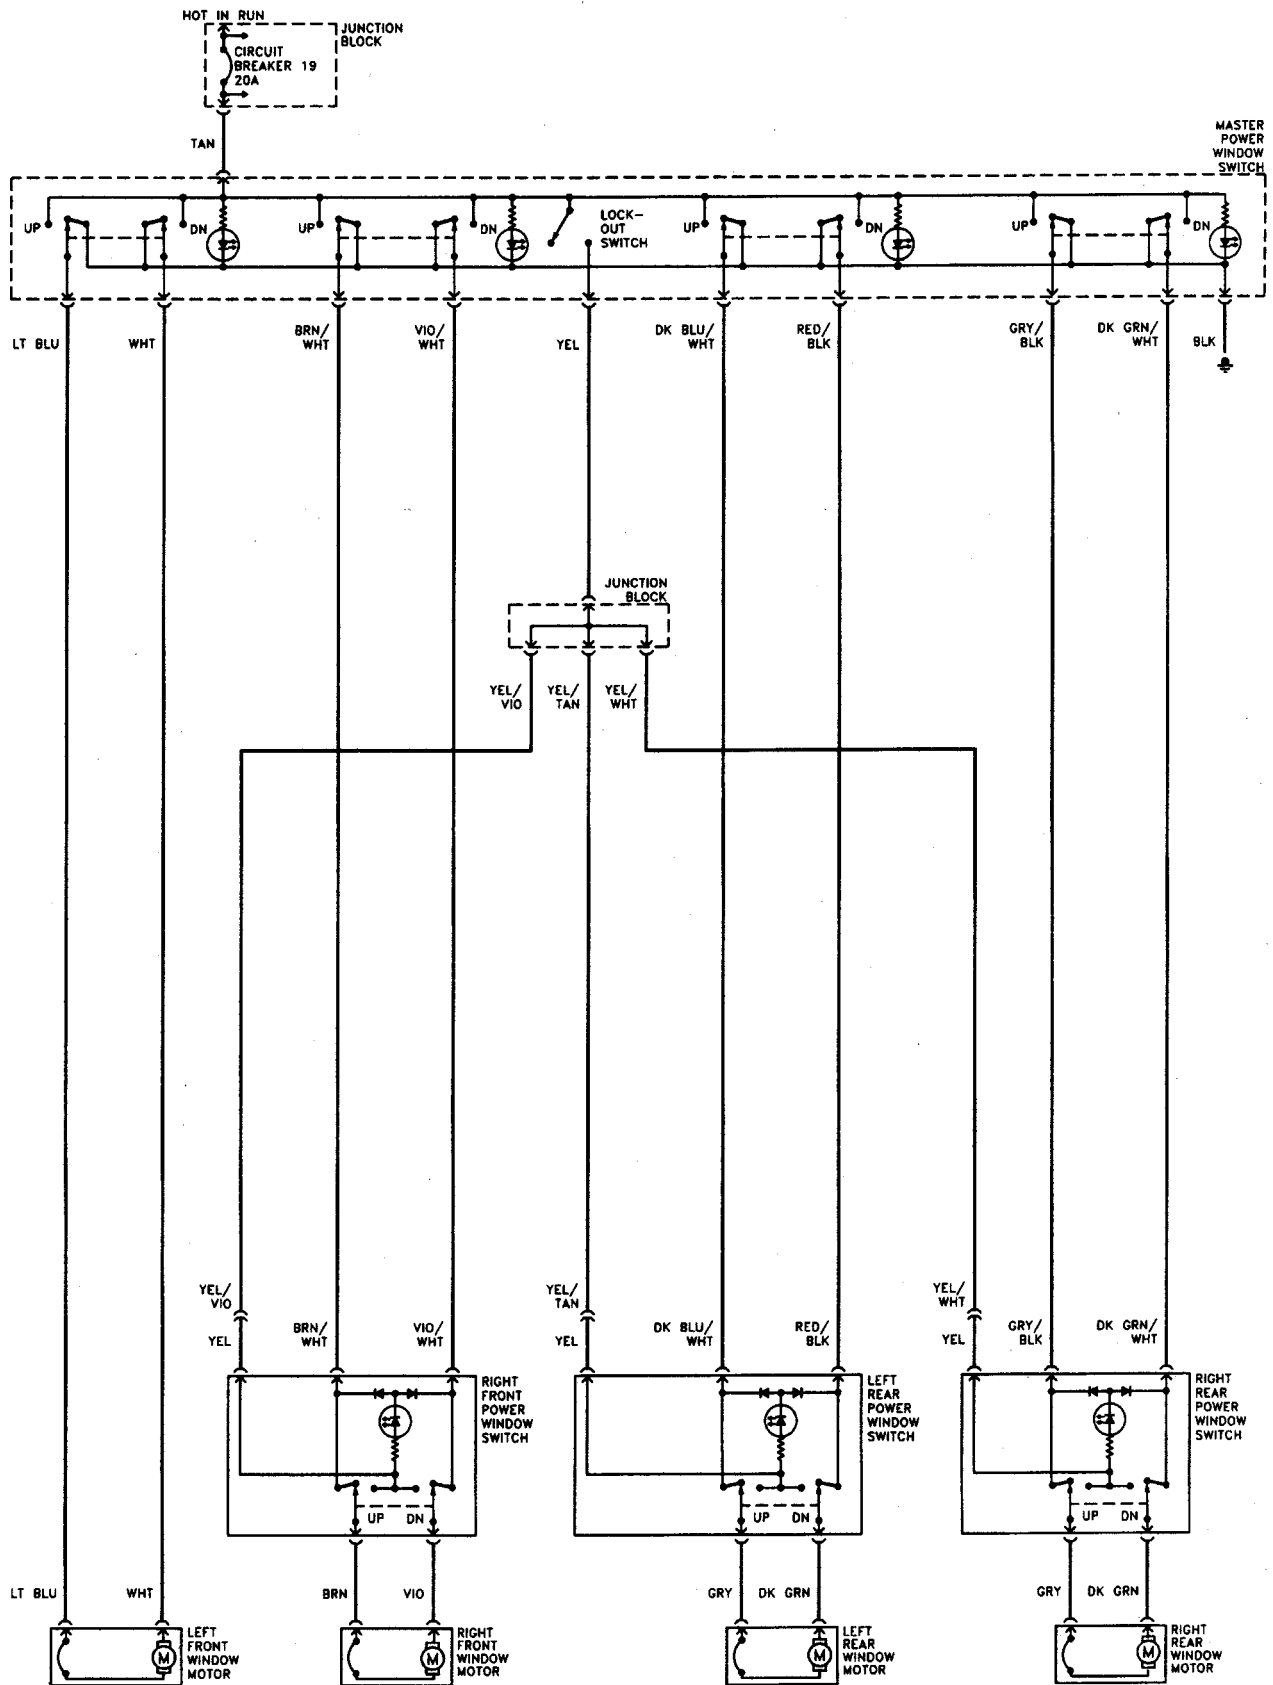 HOT IN RUN
JUNCTION
BLOCK
CIRCUIT
BREAKER 19
20A
TAN
MASTER
POWER
WINDOW
SWITCH
UP
DN
UP
DN
LOCK-
OUT
SWITCH
UP
DN
UP
DN
LT BLU
WHT
BRN/
WHT
VIO/
WHT
YEL
DK BLU/
WHT
RED/
BLK
GRY/
BLK
DK GRN/
WHT
BLK
JUNCTION
BLOCK
YEL/
VIO
YEL/
TAN
YEL/
WHT
YEL/
VIO
YEL
BRN/
WHT
VIO/
WHT
YEL/
TAN
YEL
DK BLU/
WHT
RED/
BLK
YEL/
WHT
YEL
GRY/
BLK
DK GRN/
WHT
RIGHT
FRONT
POWER
WINDOW
SWITCH
LEFT
REAR
POWER
WINDOW
SWITCH
RIGHT
REAR
POWER
WINDOW
SWITCH
UP
DN
UP
DN
UP
DN
LT BLU
WHT
BRN
VIO
GRY
DK GRN
GRY
DK GRN
M
LEFT
FRONT
WINDOW
MOTOR
M
RIGHT
FRONT
WINDOW
MOTOR
M
LEFT
REAR
WINDOW
MOTOR
M
RIGHT
REAR
WINDOW
MOTOR